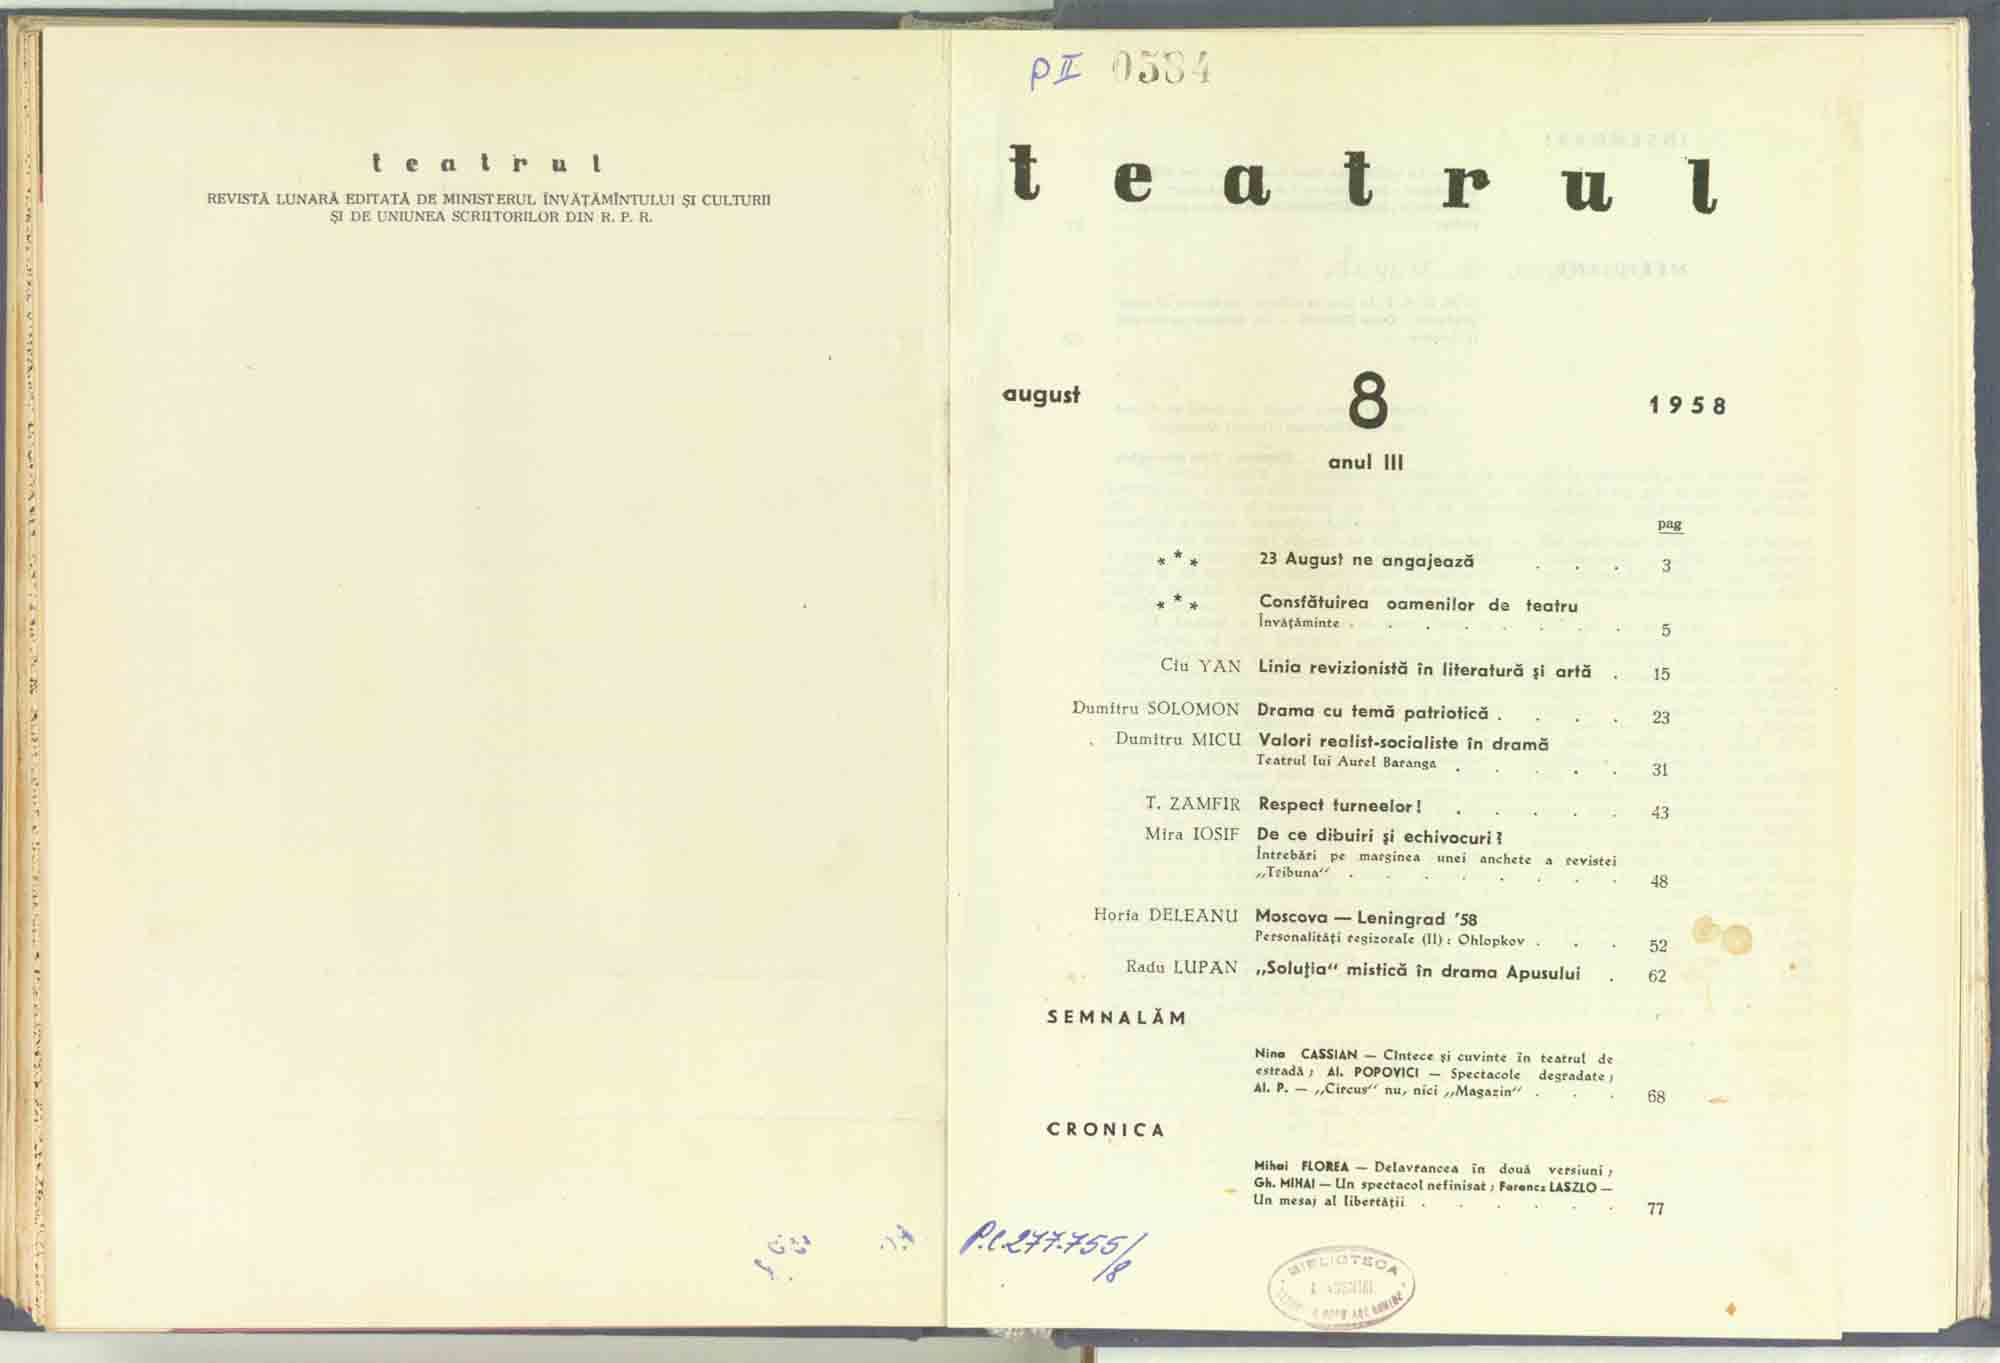 teatrul
REVISTĂ LUNARĂ EDITATĂ DE MINISTERUL ÎNVĂȚĂMÎNTULUI ȘI CULTURII
ȘI DE UNIUNEA SCRIITORILOR DIN R. P. R.
P II 0584
teatrul
august 8 1958
anul III
pag
*** 23 August ne angajează . . . 3
*** Consfătuirea oamenilor de teatru
Învățăminte . . . . . . . . 5
Ciu YAN Linia revizionistă în literatură și artă . 15
Dumitru SOLOMON Drama cu temă patriotică . . . . 23
Dumitru MICU Valori realist-socialiste în dramă
Teatrul lui Aurel Baranga . . . . . 31
T. ZAMFIR Respect turneelor! . . . . . 43
Mira IOSIF De ce dibuiri și echivocuri?
Întrebări pe marginea unei anchete a revistei
„Tribuna“ . . . . . . . . 48
Horia DELEANU Moscova — Leningrad '58
Personalități regizorale (II): Ohlopkov . . . 52
Radu LUPAN „Soluția“ mistică în drama Apusului . 62
SEMNALĂM
Nina CASSIAN — Cîntece și cuvinte în teatrul de
estradă; Al. POPOVICI — Spectacole degradate;
Al. P. — „Circus“ nu, nici „Magazin“ . . . 68
CRONICA
Mihai FLOREA — Delavrancea în două versiuni;
Gh. MIHAI — Un spectacol nefinisat; Ferencz LASZLO —
Un mesaj al libertății . . . . . . 77
P.l.277.755/8
BIBLIOTECA